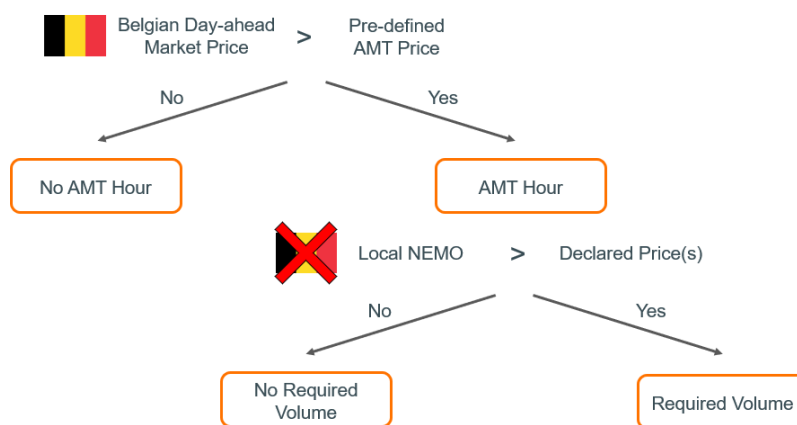 Belgian Day-ahead > Pre-defined
Market Price AMT Price
No Yes
No AMT Hour AMT Hour
Local NEMO > Declared Price(s)
No Yes
No Required
Volume
Required Volume